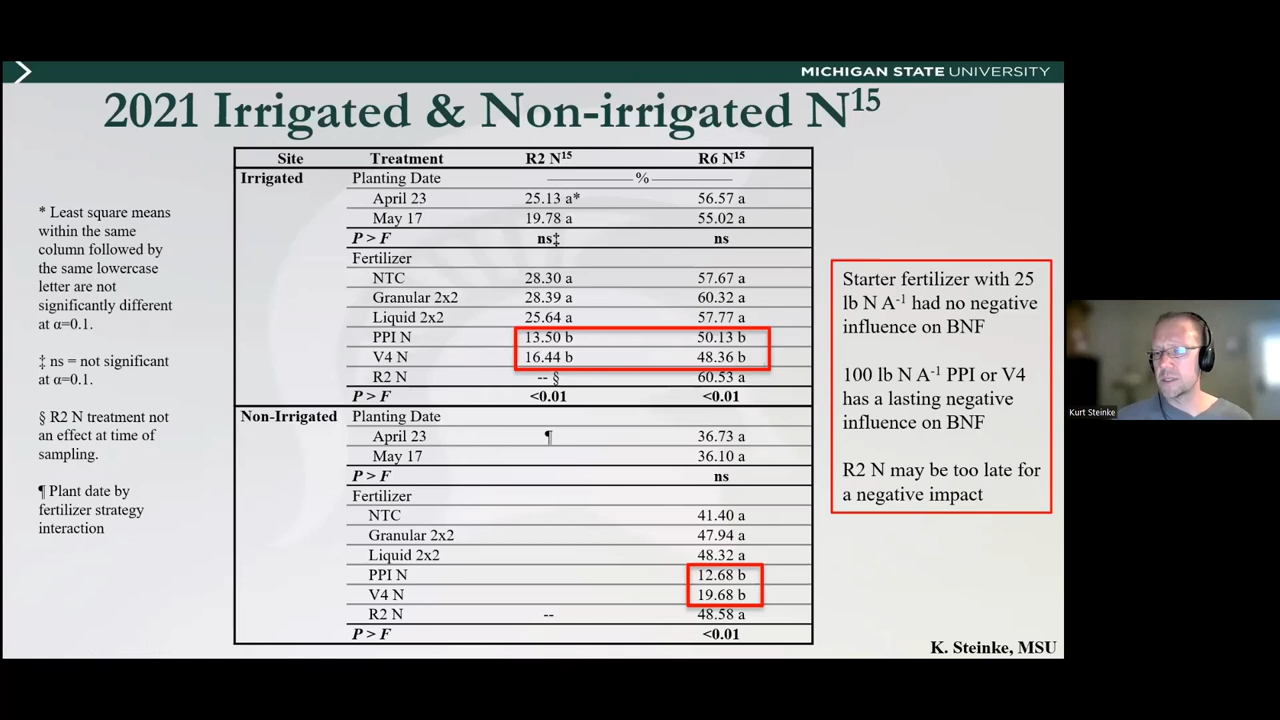 MICHIGAN STATE UNIVERSITY
2021 Irrigated & Non-irrigated N¹⁵
* Least square means
within the same
column followed by
the same lowercase
letter are not
significantly different
at α=0.1.
‡ ns = not significant
at α=0.1.
§ R2 N treatment not
an effect at time of
sampling.
¶ Plant date by
fertilizer strategy
interaction
Site Treatment R2 N¹⁵ R6 N¹⁵
Irrigated Planting Date %
April 23 25.13 a* 56.57 a
May 17 19.78 a 55.02 a
P > F ns‡ ns
Fertilizer
NTC 28.30 a 57.67 a
Granular 2x2 28.39 a 60.32 a
Liquid 2x2 25.64 a 57.77 a
PPI N 13.50 b 50.13 b
V4 N 16.44 b 48.36 b
R2 N -- § 60.53 a
P > F <0.01 <0.01
Non-Irrigated Planting Date
April 23 ¶ 36.73 a
May 17 36.10 a
P > F ns
Fertilizer
NTC 41.40 a
Granular 2x2 47.94 a
Liquid 2x2 48.32 a
PPI N 12.68 b
V4 N 19.68 b
R2 N -- 48.58 a
P > F <0.01
Starter fertilizer with 25
lb N A⁻¹ had no negative
influence on BNF
100 lb N A⁻¹ PPI or V4
has a lasting negative
influence on BNF
R2 N may be too late for
a negative impact
K. Steinke, MSU
Kurt Steinke